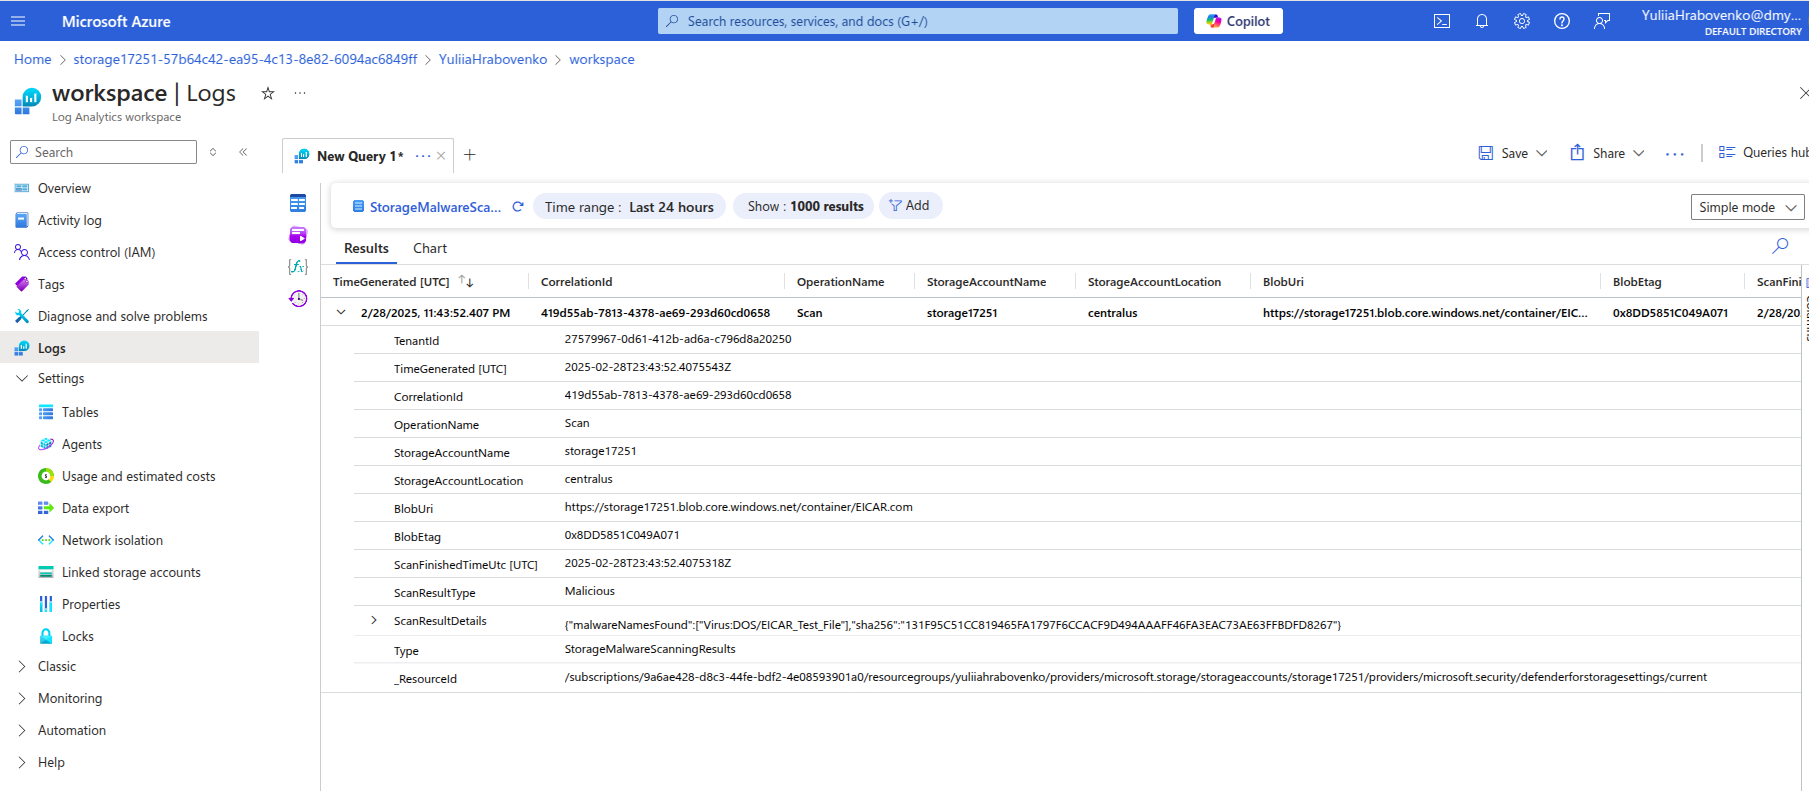 Microsoft Azure
Search resources, services, and docs (G+/)
Copilot
YuliiaHrabovenko@dmy...
DEFAULT DIRECTORY
Home > storage17251-57b64c42-ea95-4c13-8e82-6094ac6849ff > YuliiaHrabovenko > workspace
workspace | Logs
Log Analytics workspace
Search
Overview
Activity log
Access control (IAM)
Tags
Diagnose and solve problems
Logs
Settings
Tables
Agents
Usage and estimated costs
Data export
Network isolation
Linked storage accounts
Properties
Locks
Classic
Monitoring
Automation
Help
New Query 1*
Save
Share
Queries hub
StorageMalwareSca...
Time range : Last 24 hours
Show : 1000 results
Add
Simple mode
Results
Chart
TimeGenerated [UTC] CorrelationId OperationName StorageAccountName StorageAccountLocation BlobUri BlobEtag ScanFini
2/28/2025, 11:43:52.407 PM 419d55ab-7813-4378-ae69-293d60cd0658 Scan storage17251 centralus https://storage17251.blob.core.windows.net/container/EIC... 0x8DD5851C049A071 2/28/20
TenantId 27579967-0d61-412b-ad6a-c796d8a20250
TimeGenerated [UTC] 2025-02-28T23:43:52.4075543Z
CorrelationId 419d55ab-7813-4378-ae69-293d60cd0658
OperationName Scan
StorageAccountName storage17251
StorageAccountLocation centralus
BlobUri https://storage17251.blob.core.windows.net/container/EICAR.com
BlobEtag 0x8DD5851C049A071
ScanFinishedTimeUtc [UTC] 2025-02-28T23:43:52.4075318Z
ScanResultType Malicious
ScanResultDetails {"malwareNamesFound":["Virus:DOS/EICAR_Test_File"],"sha256":"131F95C51CC819465FA1797F6CCACF9D494AAAFF46FA3EAC73AE63FFBDFD8267"}
Type StorageMalwareScanningResults
_ResourceId /subscriptions/9a6ae428-d8c3-44fe-bdf2-4e08593901a0/resourcegroups/yuliiahrabovenko/providers/microsoft.storage/storageaccounts/storage17251/providers/microsoft.security/defenderforstoragesettings/current